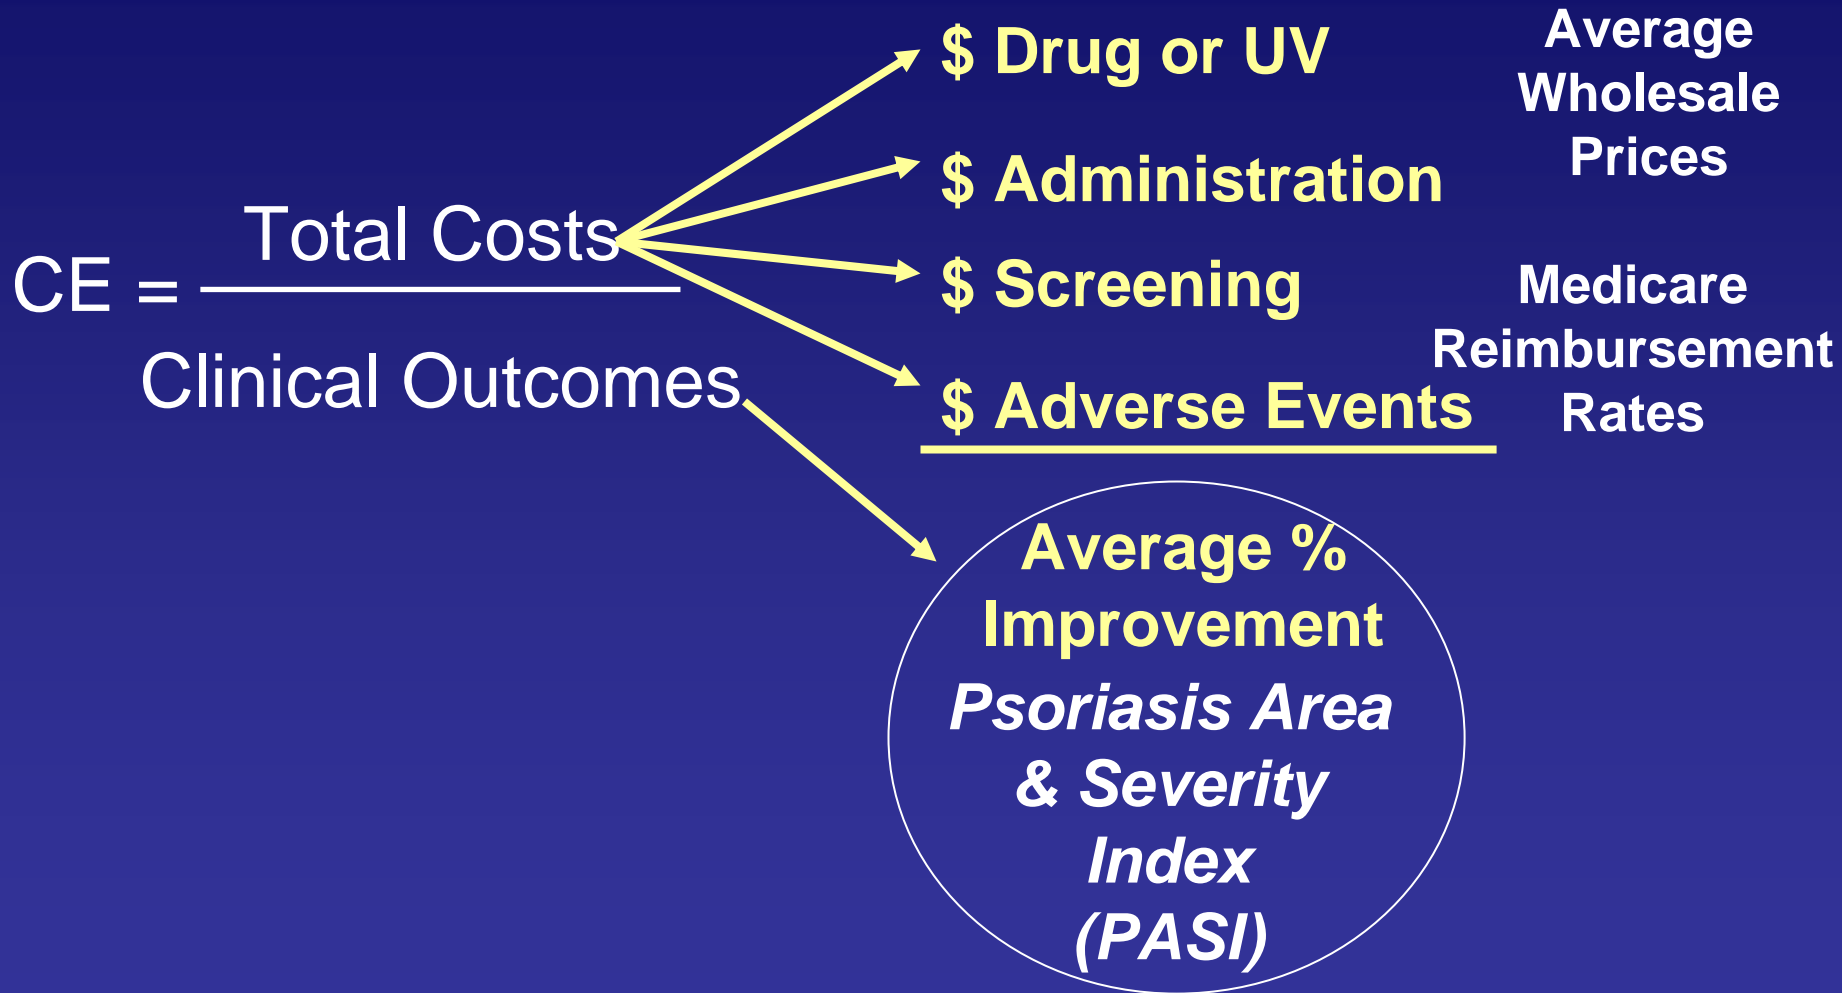 CE =
Total Costs
Clinical Outcomes
$ Drug or UV
$ Administration
$ Screening
$ Adverse Events
Average
Wholesale
Prices
Medicare
Reimbursement
Rates
Average %
Improvement
Psoriasis Area
& Severity
Index
(PASI)